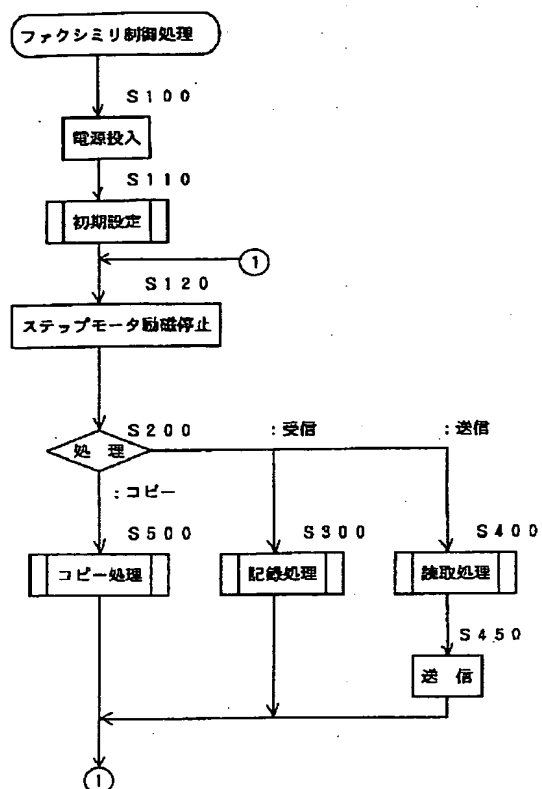 ファクシミリ制御処理
S100
電源投入
S110
初期設定
1
S120
ステップモータ励磁停止
S200
:受信
:送信
処 理
:コピー
S500
S300
S400
コピー処理
記録処理
読取処理
S450
送 信
1